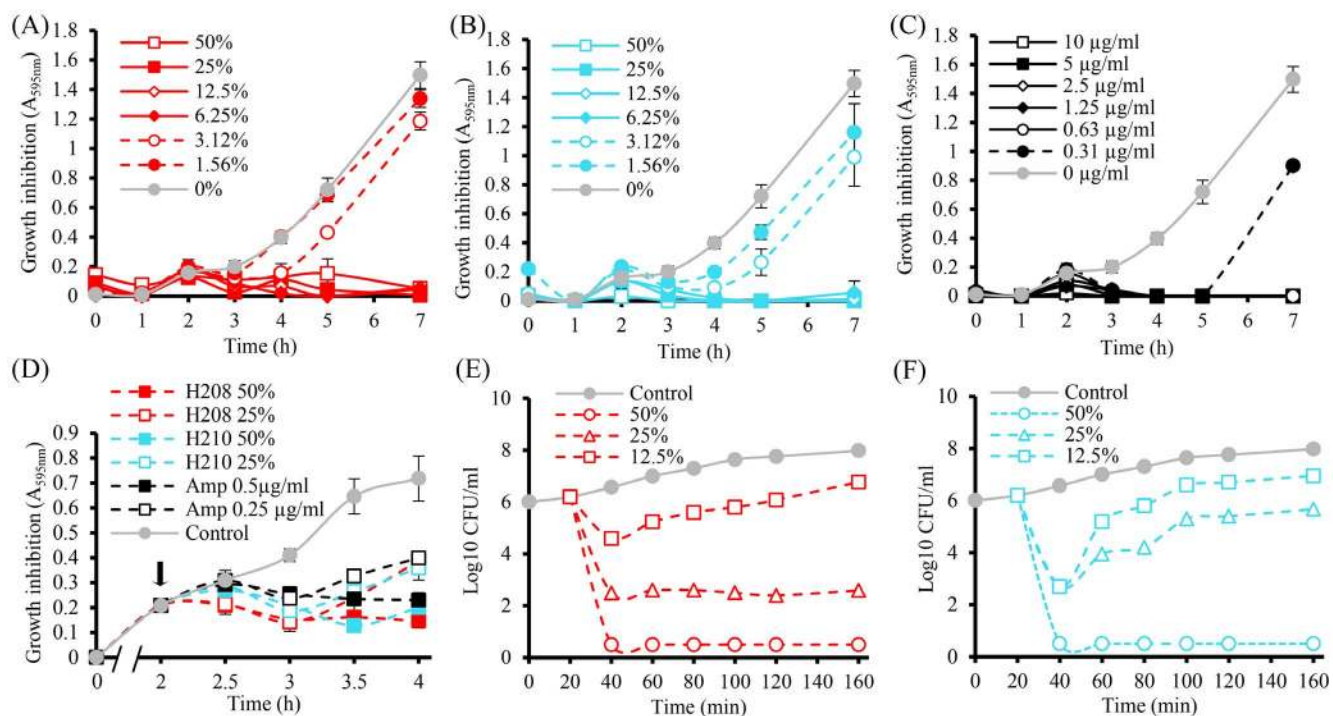 (A)
Growth inhibition (A595nm)
1.8
1.6
1.4
1.2
1
0.8
0.6
0.4
0.2
0
50%
25%
12.5%
6.25%
3.12%
1.56%
0%
0 1 2 3 4 5 6 7
Time (h)
(B)
Growth inhibition (A595nm)
1.8
1.6
1.4
1.2
1
0.8
0.6
0.4
0.2
0
50%
25%
12.5%
6.25%
3.12%
1.56%
0%
0 1 2 3 4 5 6 7
Time (h)
(C)
Growth inhibition (A595nm)
1.8
1.6
1.4
1.2
1
0.8
0.6
0.4
0.2
0
10 µg/ml
5 µg/ml
2.5 µg/ml
1.25 µg/ml
0.63 µg/ml
0.31 µg/ml
0 µg/ml
0 1 2 3 4 5 6 7
Time (h)
(D)
Growth inhibition (A595nm)
0.9
0.8
0.7
0.6
0.5
0.4
0.3
0.2
0.1
0
H208 50%
H208 25%
H210 50%
H210 25%
Amp 0.5µg/ml
Amp 0.25 µg/ml
Control
0 2 2.5 3 3.5 4
Time (h)
(E)
Log10 CFU/ml
10
8
6
4
2
0
Control
50%
25%
12.5%
0 20 40 60 80 100 120 140 160
Time (min)
(F)
Log10 CFU/ml
10
8
6
4
2
0
Control
50%
25%
12.5%
0 20 40 60 80 100 120 140 160
Time (min)